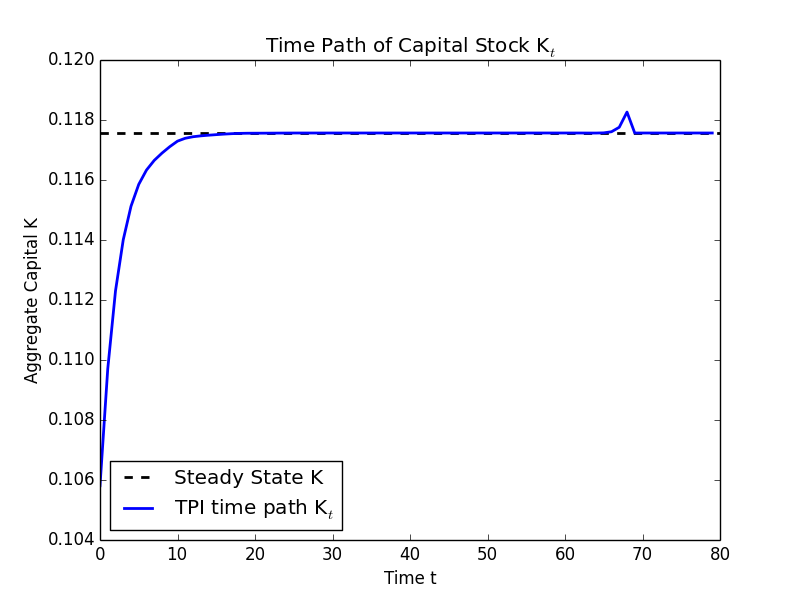 Time Path of Capital Stock Kₜ
0.120
0.118
0.116
0.114
0.112
0.110
0.108
0.106
0.104
Aggregate Capital K
Steady State K
TPI time path Kₜ
0 10 20 30 40 50 60 70 80
Time t